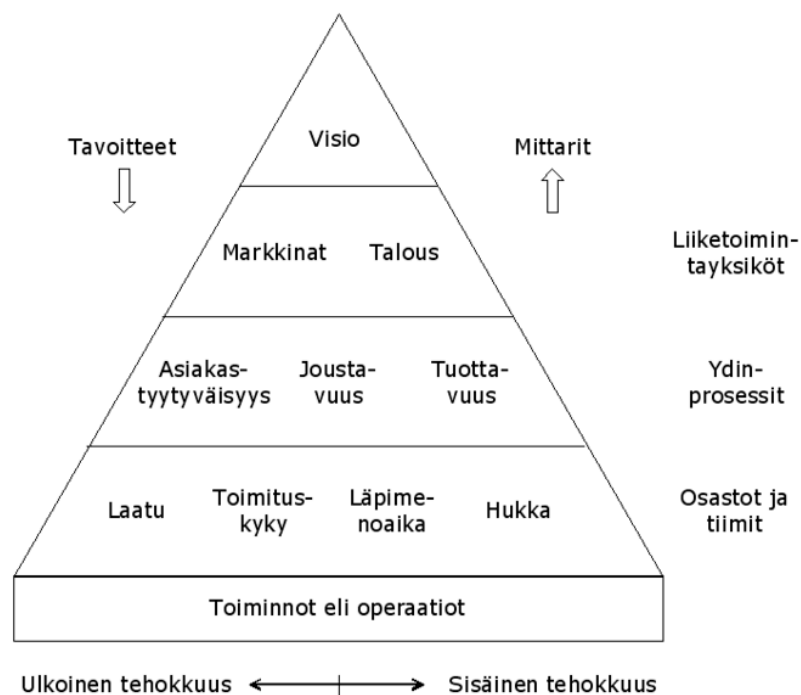 Visio
Tavoitteet
Mittarit
Markkinat Talous
Liiketoimin-
tayksiköt
Asiakas-
tyytyväisyys
Jousta-
vuus
Tuotta-
vuus
Ydin-
prosessit
Laatu
Toimitus-
kyky
Läpime-
noaika
Hukka
Osastot ja
tiimit
Toiminnot eli operaatiot
Ulkoinen tehokkuus
Sisäinen tehokkuus